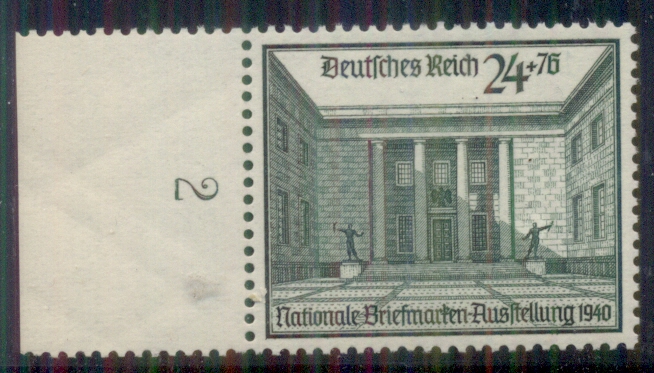 Deutsches Reich 24+76
2
Nationale Briefmarken-Ausstellung 1940